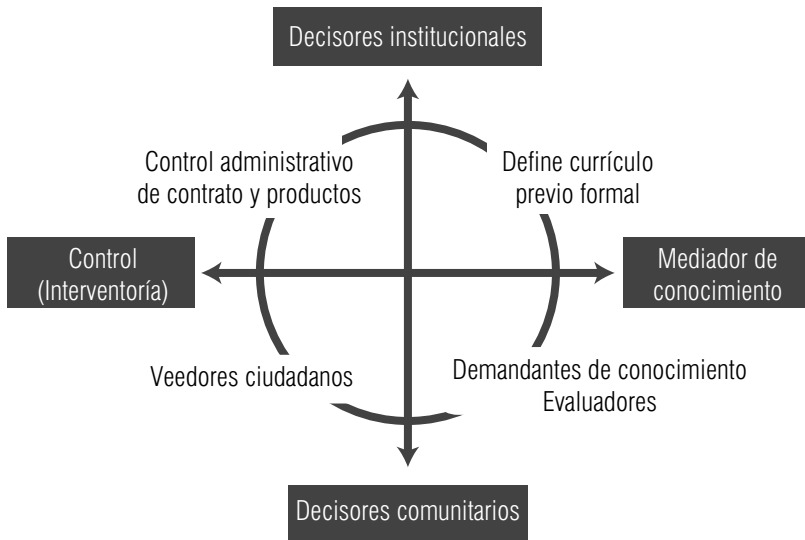 Decisores institucionales
Control administrativo
de contrato y productos
Define currículo
previo formal
Control
(Interventoría)
Mediador de
conocimiento
Veedores ciudadanos
Demandantes de conocimiento
Evaluadores
Decisores comunitarios